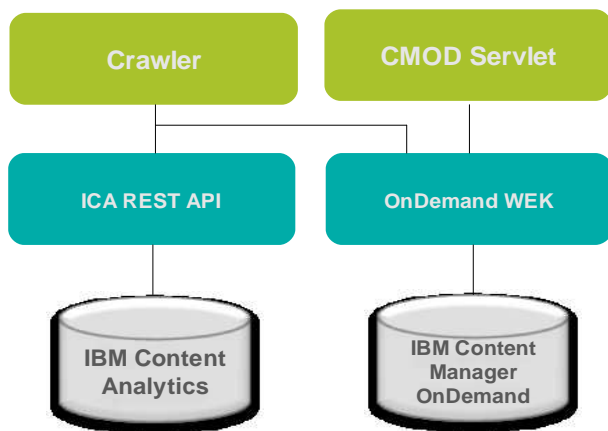 Crawler
CMOD Servlet
ICA REST API
OnDemand WEK
IBM Content
Analytics
IBM Content
Manager
OnDemand